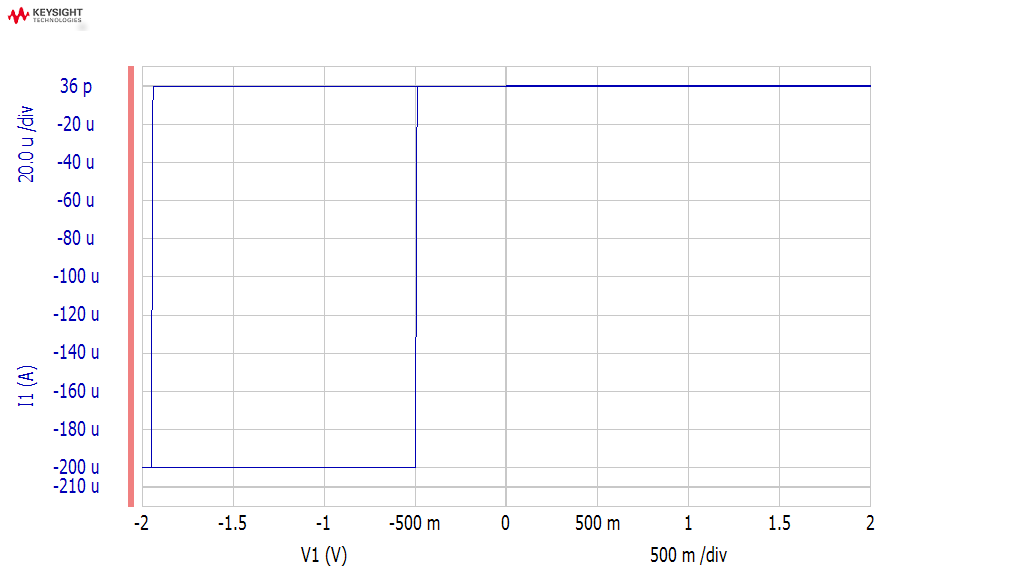 KEYSIGHT
TECHNOLOGIES
20.0 u /div
I1 (A)
36 p
-20 u
-40 u
-60 u
-80 u
-100 u
-120 u
-140 u
-160 u
-180 u
-200 u
-210 u
-2 -1.5 -1 -500 m 0 500 m 1 1.5 2
V1 (V) 500 m /div